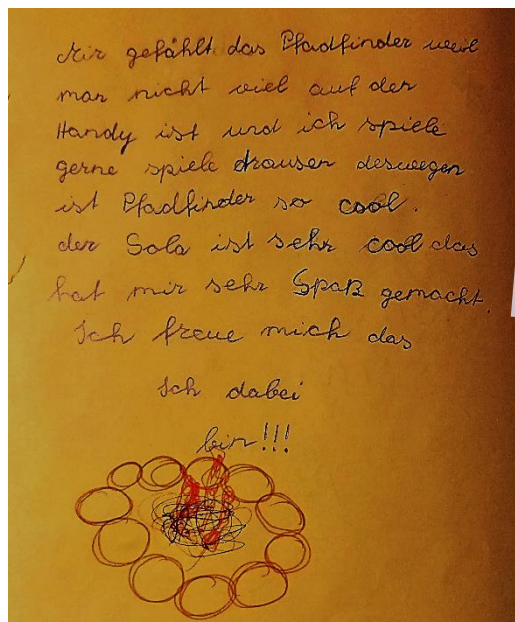 Mir gefählt das Pfadfinder weil
man nicht viel auf der
Handy ist und ich spiele
gerne spiele drausen deswegen
ist Pfadfinder so cool.
der Sola ist sehr cool das
hat mir sehr Spaß gemacht.
Ich freue mich das
Ich dabei
bin!!!